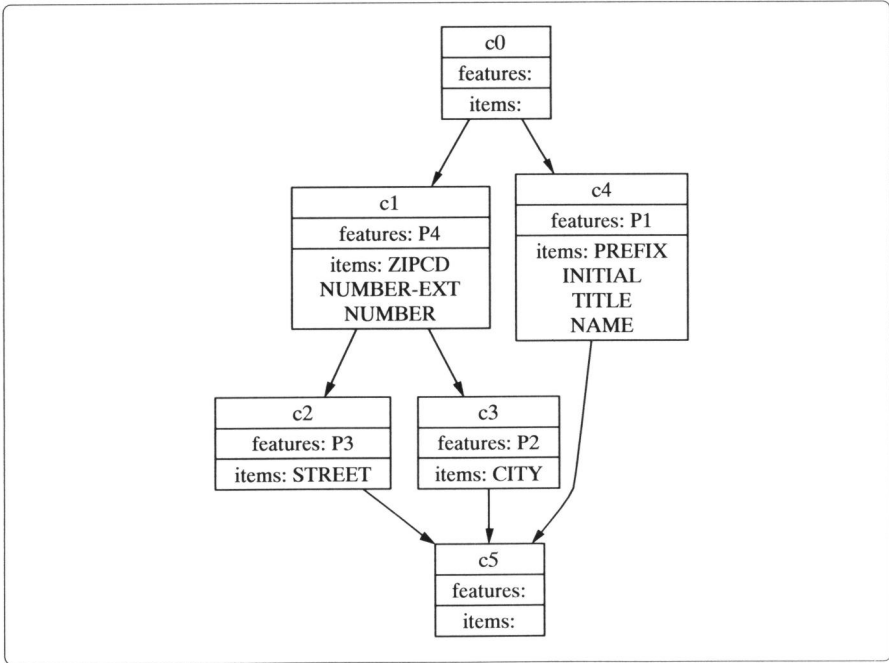 c0
features:
items:
c1
features: P4
items: ZIPCD
NUMBER-EXT
NUMBER
c4
features: P1
items: PREFIX
INITIAL
TITLE
NAME
c2
features: P3
items: STREET
c3
features: P2
items: CITY
c5
features:
items: